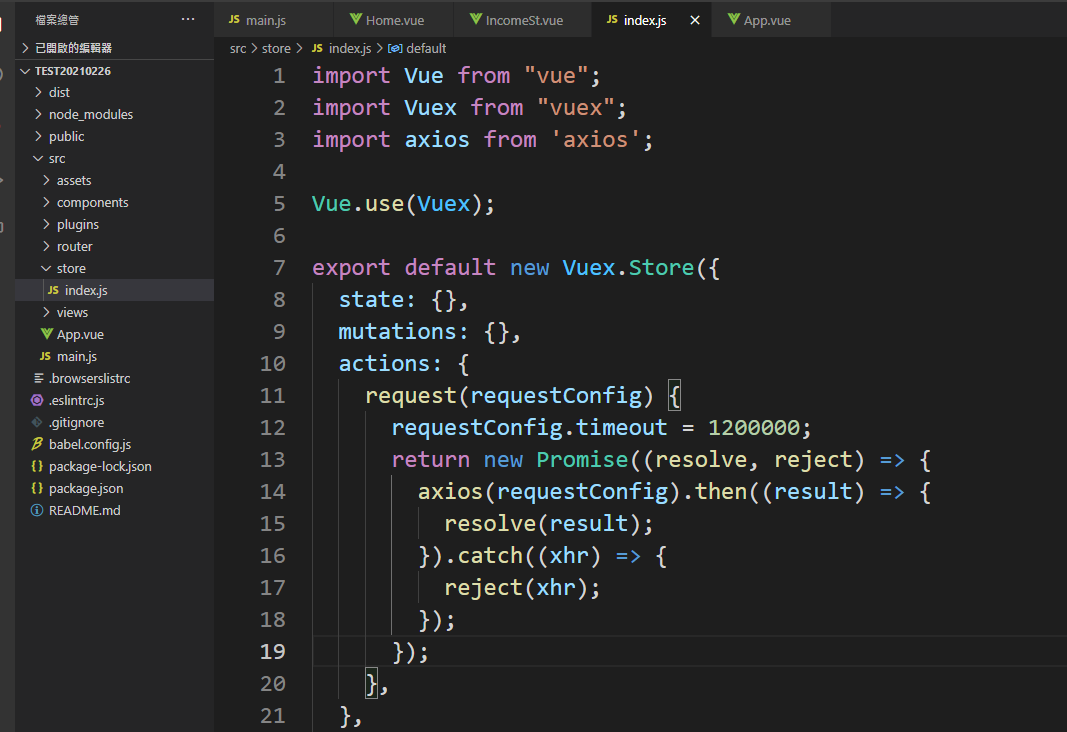 檔案總管 ···
已開啟的編輯器
TEST20210226
dist
node_modules
public
src
assets
components
plugins
router
store
JS index.js
views
App.vue
JS main.js
.browserslistrc
.eslintrc.js
.gitignore
babel.config.js
{} package-lock.json
{} package.json
README.md
JS main.js
Home.vue
IncomeSt.vue
JS index.js ×
App.vue
src > store > JS index.js > default
1 import Vue from "vue";
2 import Vuex from "vuex";
3 import axios from 'axios';
4
5 Vue.use(Vuex);
6
7 export default new Vuex.Store({
8   state: {},
9   mutations: {},
10   actions: {
11     request(requestConfig) {
12       requestConfig.timeout = 1200000;
13       return new Promise((resolve, reject) => {
14         axios(requestConfig).then((result) => {
15           resolve(result);
16         }).catch((xhr) => {
17           reject(xhr);
18         });
19       });
20     },
21   },